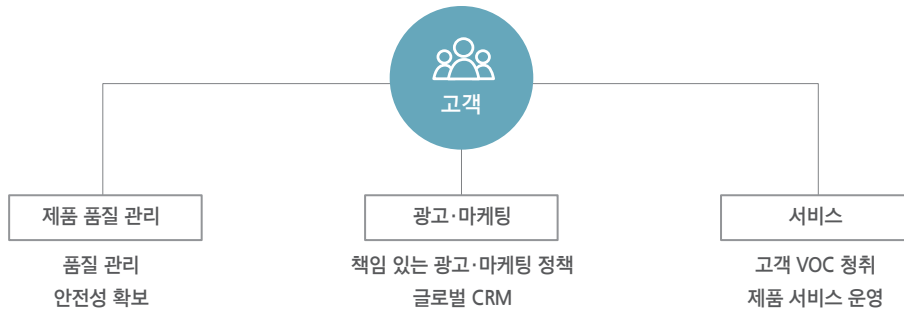 고객
제품 품질 관리
품질 관리
안전성 확보
광고·마케팅
책임 있는 광고·마케팅 정책
글로벌 CRM
서비스
고객 VOC 청취
제품 서비스 운영